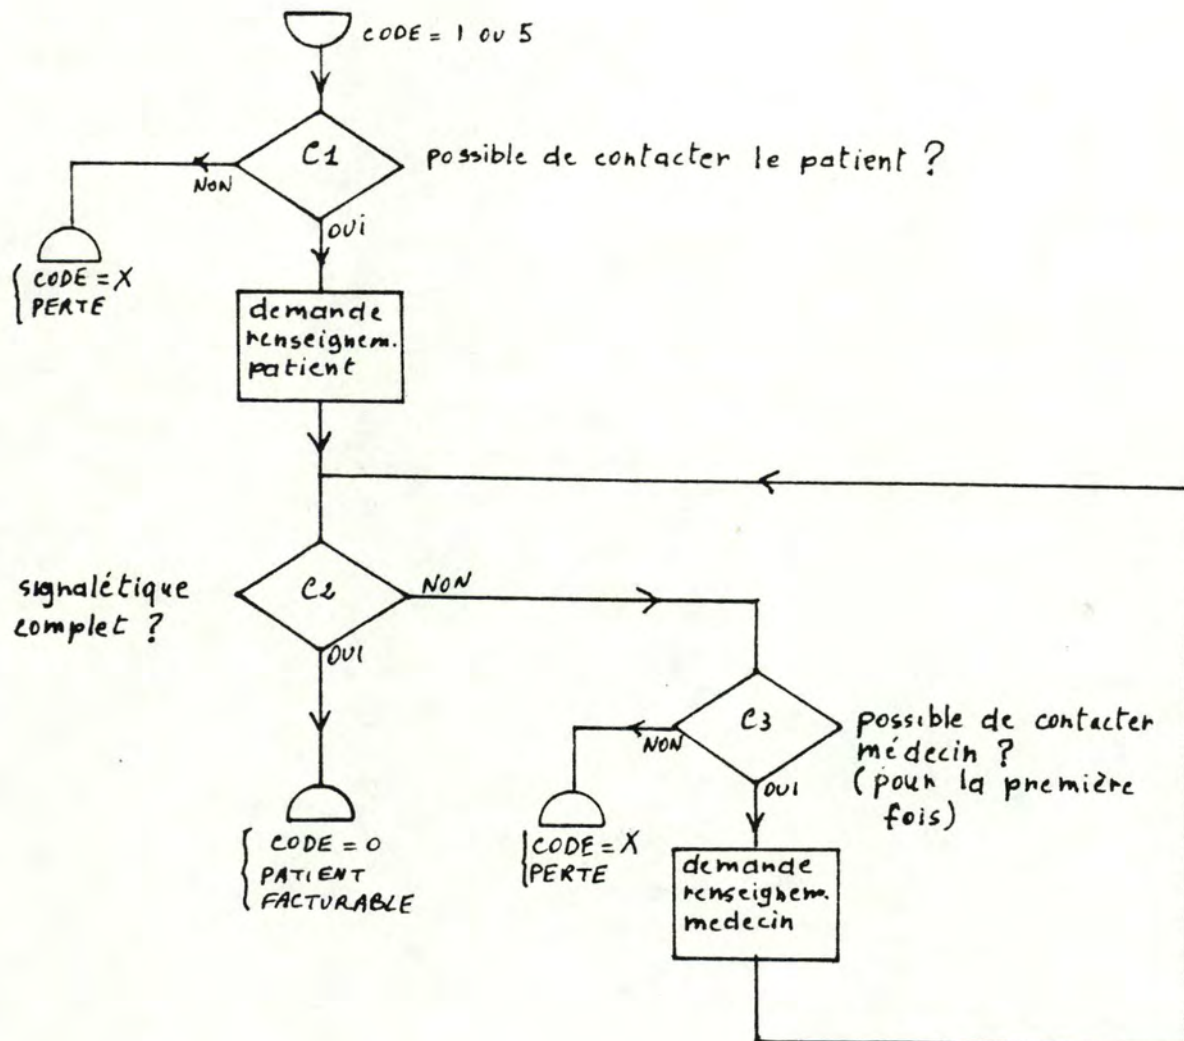 CODE = 1 OU 5
C1
possible de contacter le patient ?
NON
OUI
CODE = X
PERTE
demande
renseignem.
patient
signalétique
complet ?
C2
NON
OUI
C3
possible de contacter
médecin ?
(pour la première
fois)
NON
OUI
CODE = 0
PATIENT
FACTURABLE
CODE = X
PERTE
demande
renseignem.
medecin